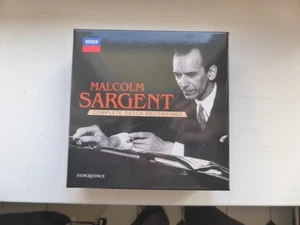 DECCA
MALCOLM
SARGENT
COMPLETE DECCA RECORDINGS
ELOQUENCE